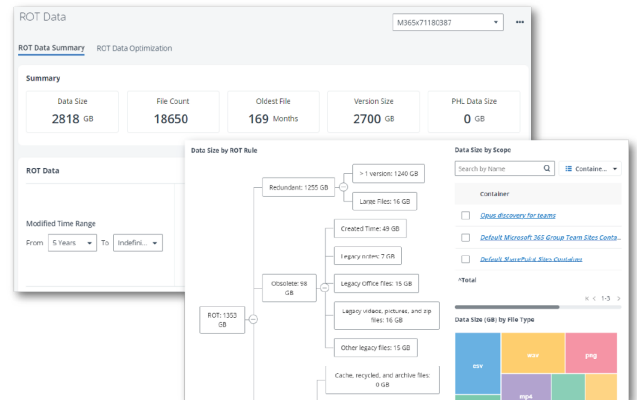 ROT Data
M365x71180387
ROT Data Summary ROT Data Optimization
Summary
Data Size File Count Oldest File Version Size PHL Data Size
2818 GB 18650 169 Months 2700 GB 0 GB
ROT Data
Modified Time Range
From 5 Years To Indefini...
Data Size by ROT Rule
ROT: 1353
GB
Redundant: 1255 GB
> 1 version: 1240 GB
Large Files: 16 GB
Obsolete: 98
GB
Created Time: 49 GB
Legacy notes: 7 GB
Legacy Office files: 15 GB
Legacy videos, pictures, and zip
files: 16 GB
Other legacy files: 15 GB
Cache, recycled, and archive files:
0 GB
Data Size by Scope
Search by Name Containe...
Container
Opus discovery for teams
Default Microsoft 365 Group Team Sites Conta...
Default SharePoint Sites Container
^Total
« < 1-3 >
Data Size (GB) by File Type
csv
wav
png
mp4